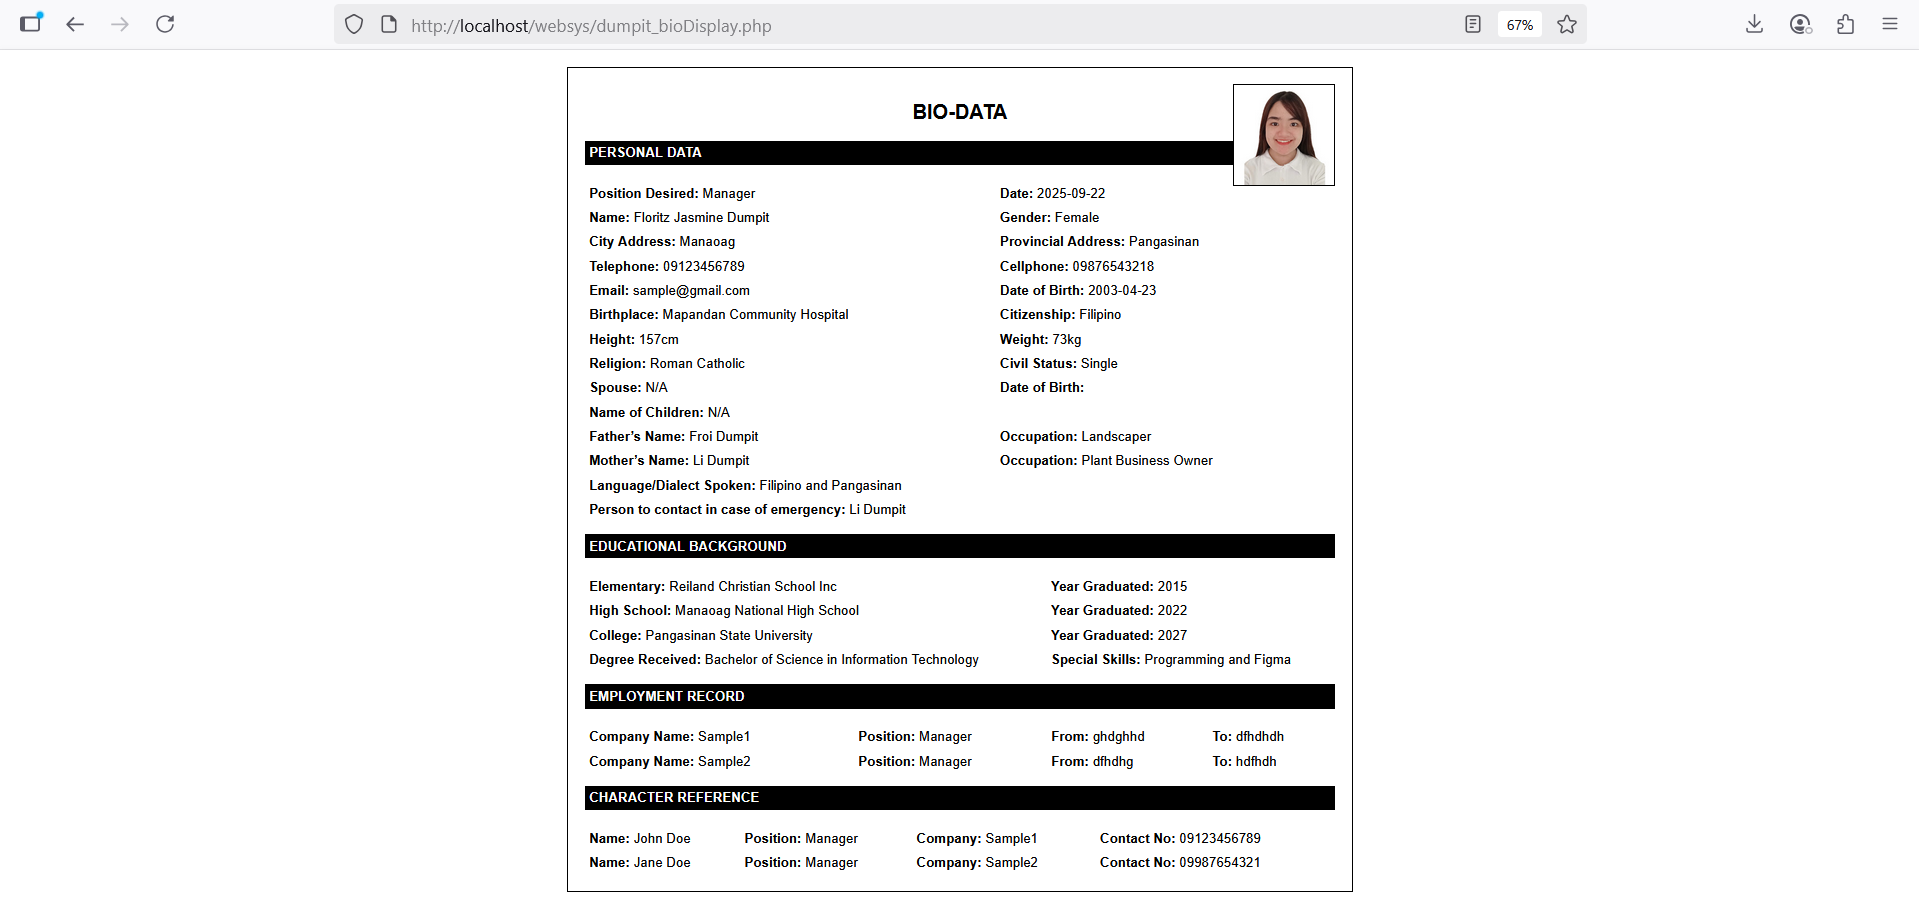 http://localhost/websys/dumpit_bioDisplay.php 67%
BIO-DATA
PERSONAL DATA
Position Desired: Manager Date: 2025-09-22
Name: Floritz Jasmine Dumpit Gender: Female
City Address: Manaoag Provincial Address: Pangasinan
Telephone: 09123456789 Cellphone: 09876543218
Email: sample@gmail.com Date of Birth: 2003-04-23
Birthplace: Mapandan Community Hospital Citizenship: Filipino
Height: 157cm Weight: 73kg
Religion: Roman Catholic Civil Status: Single
Spouse: N/A Date of Birth:
Name of Children: N/A
Father’s Name: Froi Dumpit Occupation: Landscaper
Mother’s Name: Li Dumpit Occupation: Plant Business Owner
Language/Dialect Spoken: Filipino and Pangasinan
Person to contact in case of emergency: Li Dumpit
EDUCATIONAL BACKGROUND
Elementary: Reiland Christian School Inc Year Graduated: 2015
High School: Manaoag National High School Year Graduated: 2022
College: Pangasinan State University Year Graduated: 2027
Degree Received: Bachelor of Science in Information Technology Special Skills: Programming and Figma
EMPLOYMENT RECORD
Company Name: Sample1 Position: Manager From: ghdghhd To: dfhdhdh
Company Name: Sample2 Position: Manager From: dfhdhg To: hdfhdh
CHARACTER REFERENCE
Name: John Doe Position: Manager Company: Sample1 Contact No: 09123456789
Name: Jane Doe Position: Manager Company: Sample2 Contact No: 09987654321